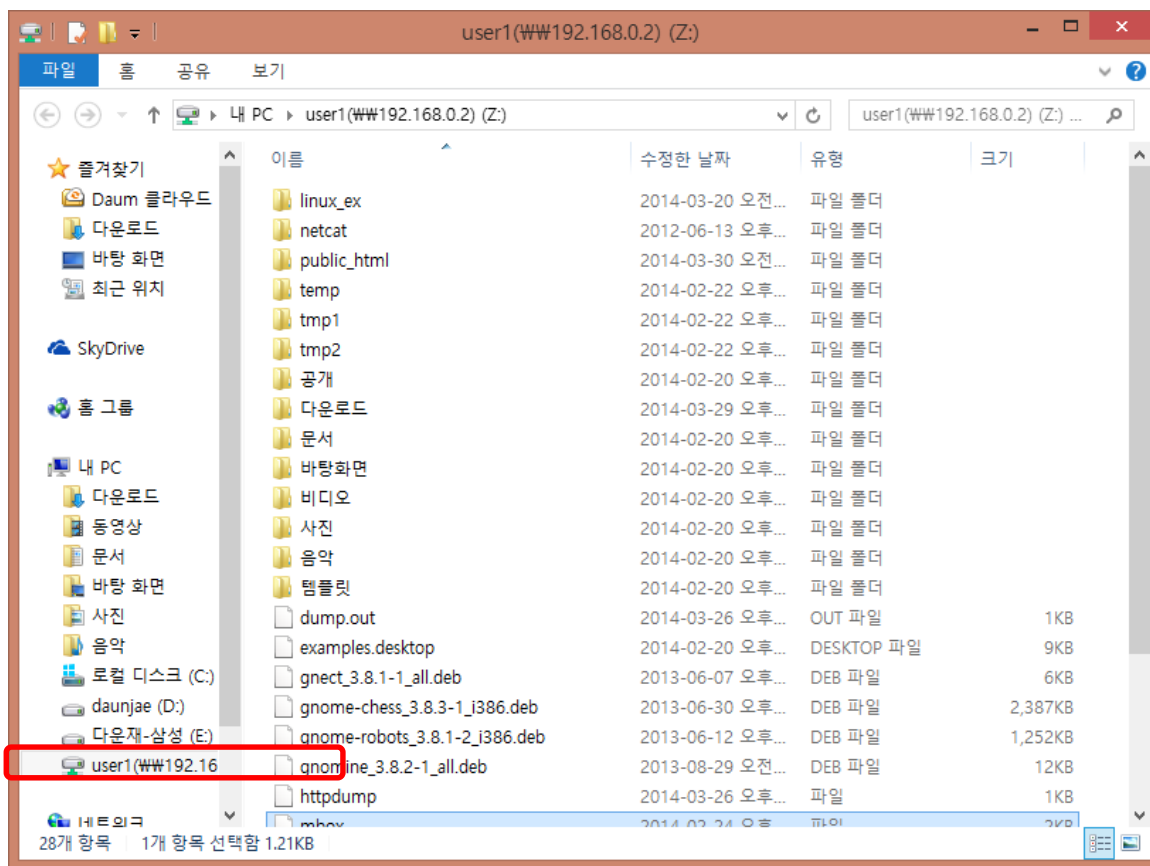 user1(₩₩192.168.0.2) (Z:)
파일 홈 공유 보기
내 PC user1(₩₩192.168.0.2) (Z:) user1(₩₩192.168.0.2) (Z:) ...
즐겨찾기
Daum 클라우드
다운로드
바탕 화면
최근 위치
SkyDrive
홈 그룹
내 PC
다운로드
동영상
문서
바탕 화면
사진
음악
로컬 디스크 (C:)
daunjae (D:)
다운재-삼성 (E:)
user1(₩₩192.16
네트워크
이름 수정한 날짜 유형 크기
linux_ex 2014-03-20 오전... 파일 폴더
netcat 2012-06-13 오후... 파일 폴더
public_html 2014-03-30 오전... 파일 폴더
temp 2014-02-22 오후... 파일 폴더
tmp1 2014-02-22 오후... 파일 폴더
tmp2 2014-02-22 오후... 파일 폴더
공개 2014-02-20 오후... 파일 폴더
다운로드 2014-03-29 오후... 파일 폴더
문서 2014-02-20 오후... 파일 폴더
바탕화면 2014-02-20 오후... 파일 폴더
비디오 2014-02-20 오후... 파일 폴더
사진 2014-02-20 오후... 파일 폴더
음악 2014-02-20 오후... 파일 폴더
템플릿 2014-02-20 오후... 파일 폴더
dump.out 2014-03-26 오후... OUT 파일 1KB
examples.desktop 2014-02-20 오후... DESKTOP 파일 9KB
gnect_3.8.1-1_all.deb 2013-06-07 오후... DEB 파일 6KB
gnome-chess_3.8.3-1_i386.deb 2013-06-30 오후... DEB 파일 2,387KB
gnome-robots_3.8.1-2_i386.deb 2013-06-12 오후... DEB 파일 1,252KB
gnomine_3.8.2-1_all.deb 2013-08-29 오전... DEB 파일 12KB
httpdump 2014-03-26 오후... 파일 1KB
mbox 2014-02-24 오후... 파일 2KB
28개 항목 1개 항목 선택함 1.21KB